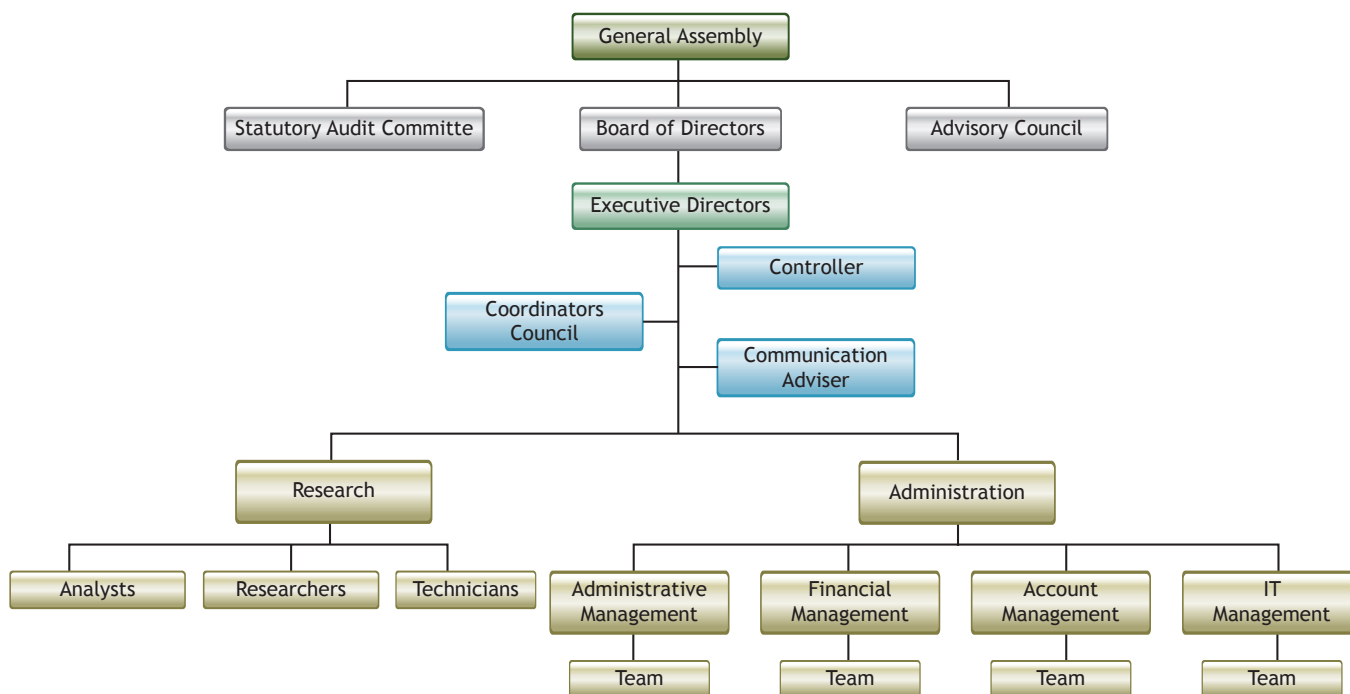 General Assembly
Statutory Audit Committe
Board of Directors
Advisory Council
Executive Directors
Controller
Coordinators
Council
Communication
Adviser
Research
Administration
Analysts
Researchers
Technicians
Administrative
Management
Financial
Management
Account
Management
IT
Management
Team
Team
Team
Team